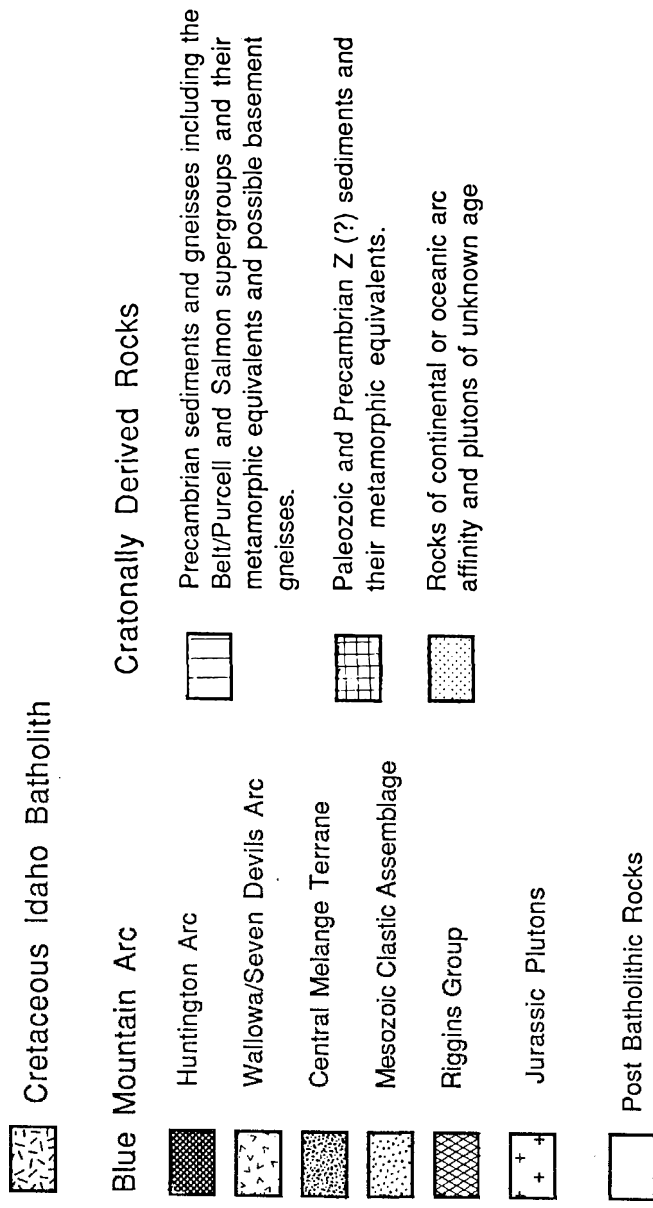 Cretaceous Idaho Batholith
Blue Mountain Arc
Huntington Arc
Wallowa/Seven Devils Arc
Central Melange Terrane
Mesozoic Clastic Assemblage
Riggins Group
Jurassic Plutons
Post Batholithic Rocks
Cratonally Derived Rocks
Precambrian sediments and gneisses including the
Belt/Purcell and Salmon supergroups and their
metamorphic equivalents and possible basement
gneisses.
Paleozoic and Precambrian Z (?) sediments and
their metamorphic equivalents.
Rocks of continental or oceanic arc
affinity and plutons of unknown age